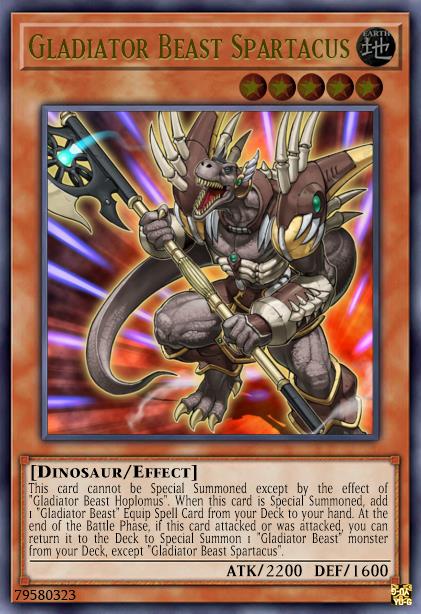 GLADIATOR BEAST SPARTACUS
EARTH
地
[DINOSAUR/EFFECT]
This card cannot be Special Summoned except by the effect of
"Gladiator Beast Hoplomus". When this card is Special Summoned, add
1 "Gladiator Beast" Equip Spell Card from your Deck to your hand. At
the end of the Battle Phase, if this card attacked or was attacked, you can
return it to the Deck to Special Summon 1 "Gladiator Beast" monster
from your Deck, except "Gladiator Beast Spartacus".
ATK/2200 DEF/1600
79580323